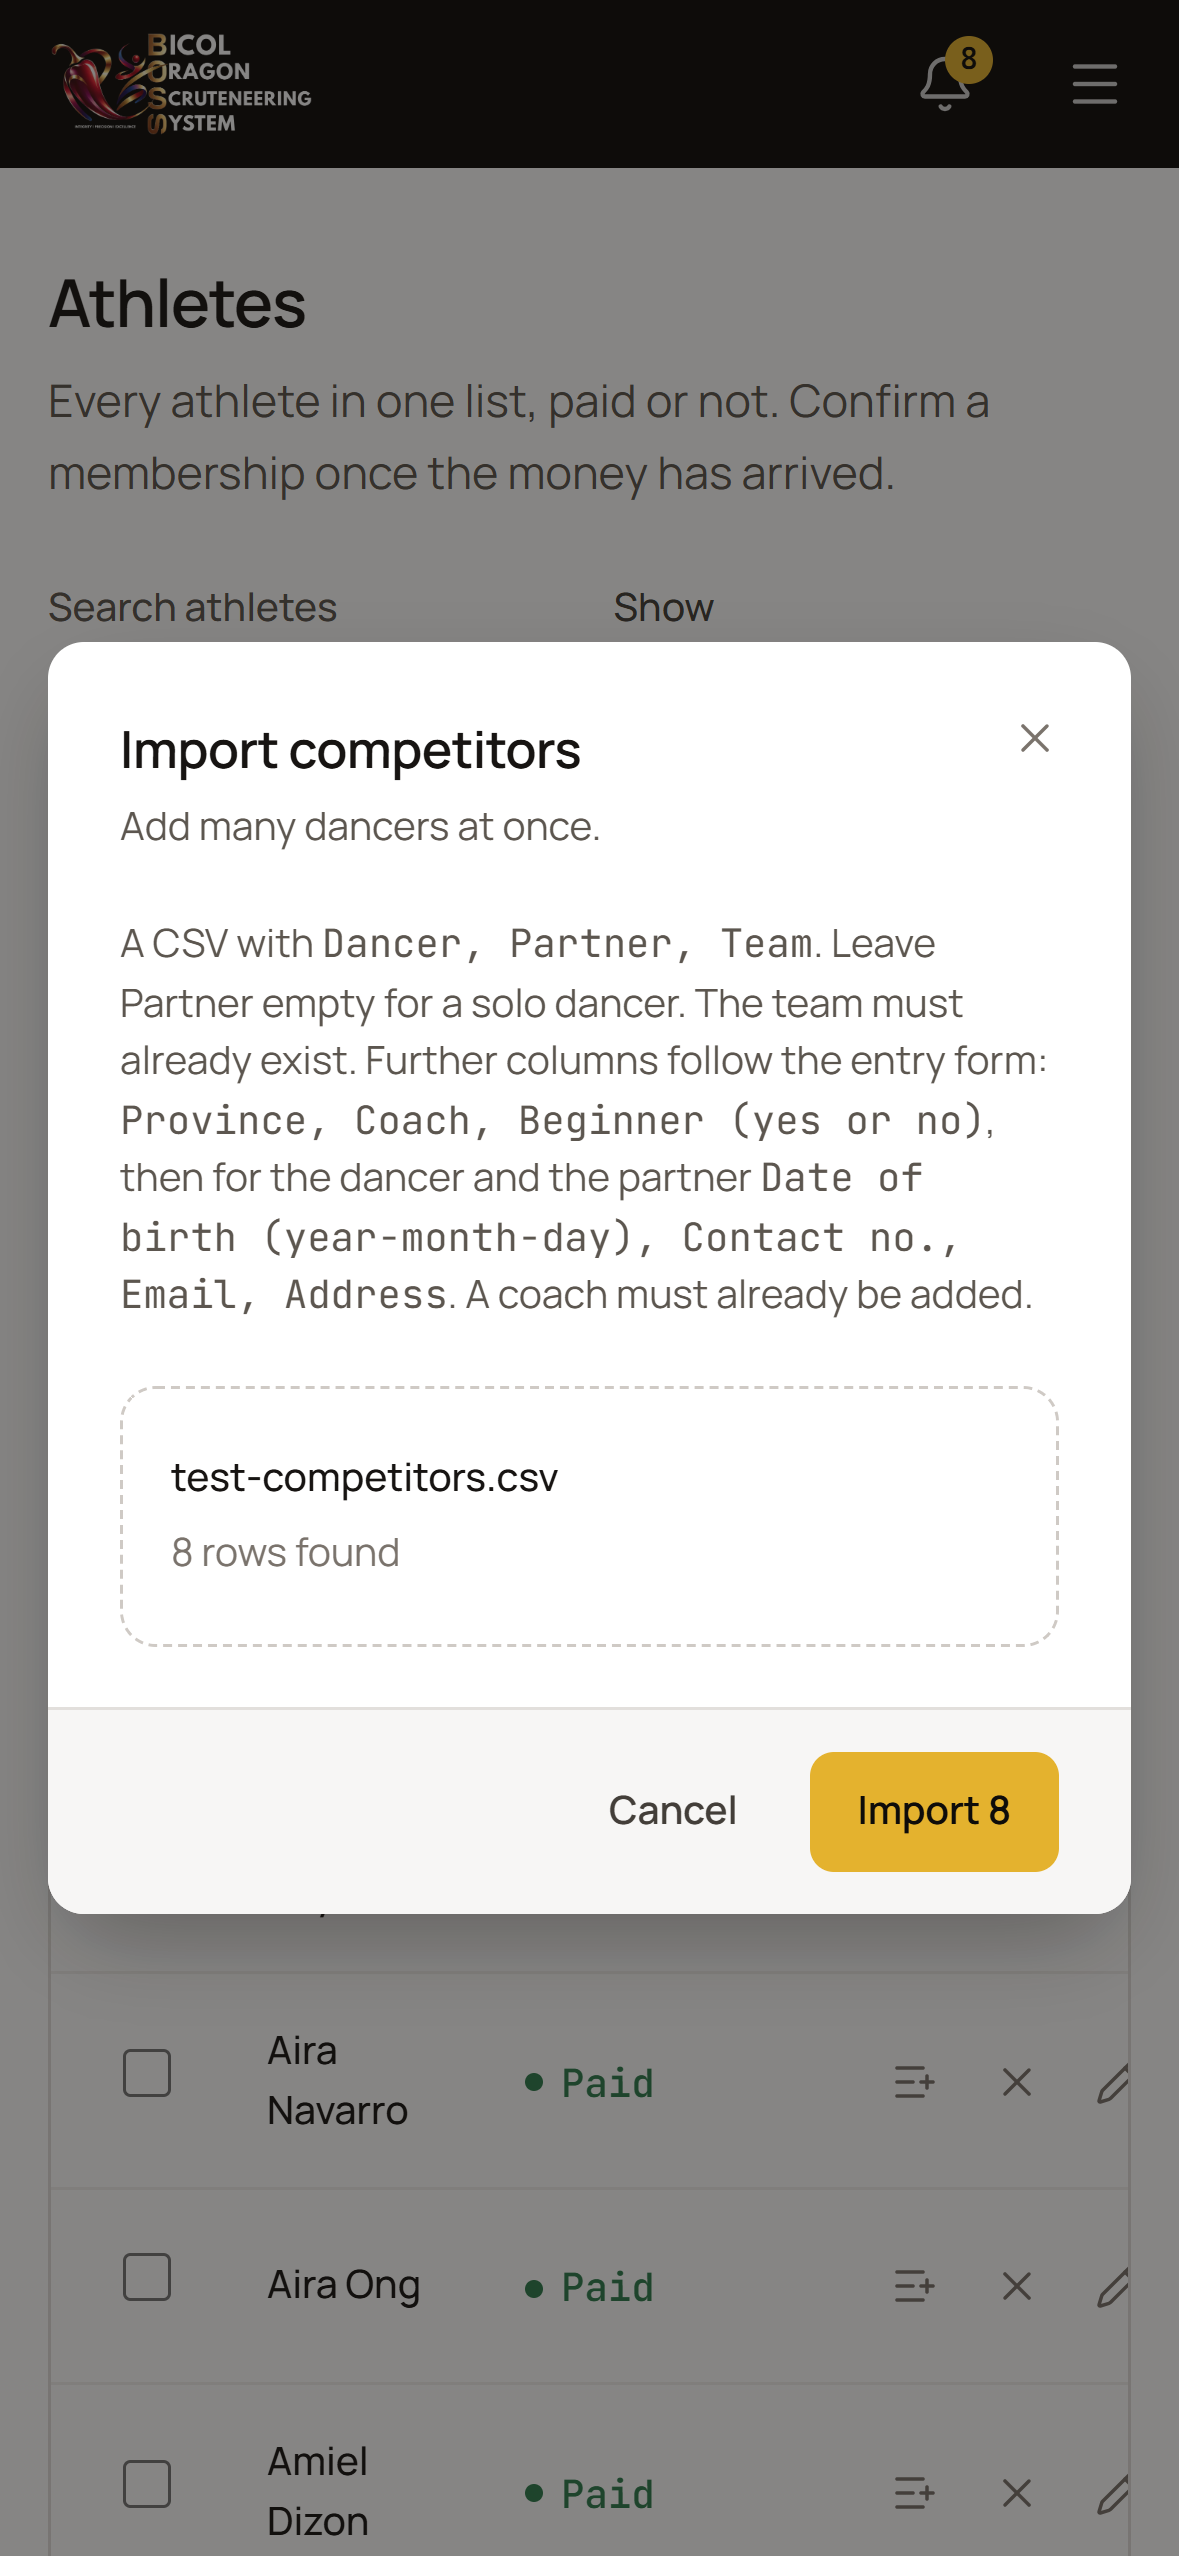 BICOL
ORAGON
SCRUTENEERING
SYSTEM
8
Athletes
Every athlete in one list, paid or not. Confirm a
membership once the money has arrived.
Search athletes
Show
Import competitors
Add many dancers at once.
A CSV with Dancer, Partner, Team. Leave
Partner empty for a solo dancer. The team must
already exist. Further columns follow the entry form:
Province, Coach, Beginner (yes or no),
then for the dancer and the partner Date of
birth (year-month-day), Contact no.,
Email, Address. A coach must already be added.
test-competitors.csv
8 rows found
Cancel
Import 8
Aira
Navarro
Paid
Aira Ong
Paid
Amiel
Dizon
Paid